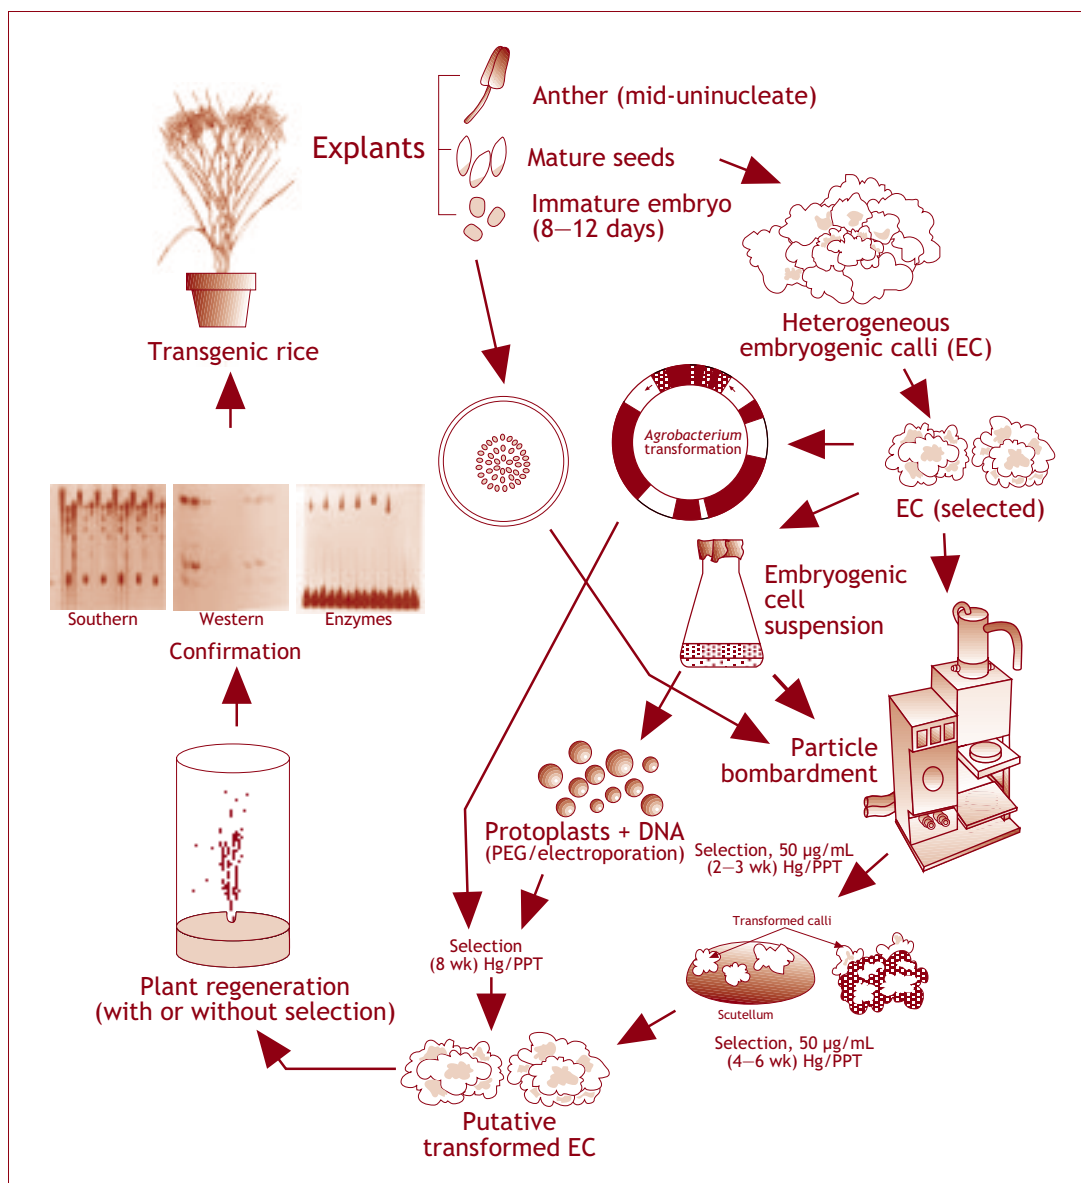 Anther (mid-uninucleate)
Explants
Mature seeds
Immature embryo
(8–12 days)
Heterogeneous
embryogenic calli (EC)
Transgenic rice
Agrobacterium
transformation
EC (selected)
Embryogenic
cell
suspension
Southern
Western
Enzymes
Confirmation
Particle
bombardment
Protoplasts + DNA
(PEG/electroporation)
Selection, 50 µg/mL
(2–3 wk) Hg/PPT
Transformed calli
Selection
(8 wk) Hg/PPT
Scutellum
Plant regeneration
(with or without selection)
Selection, 50 µg/mL
(4–6 wk) Hg/PPT
Putative
transformed EC